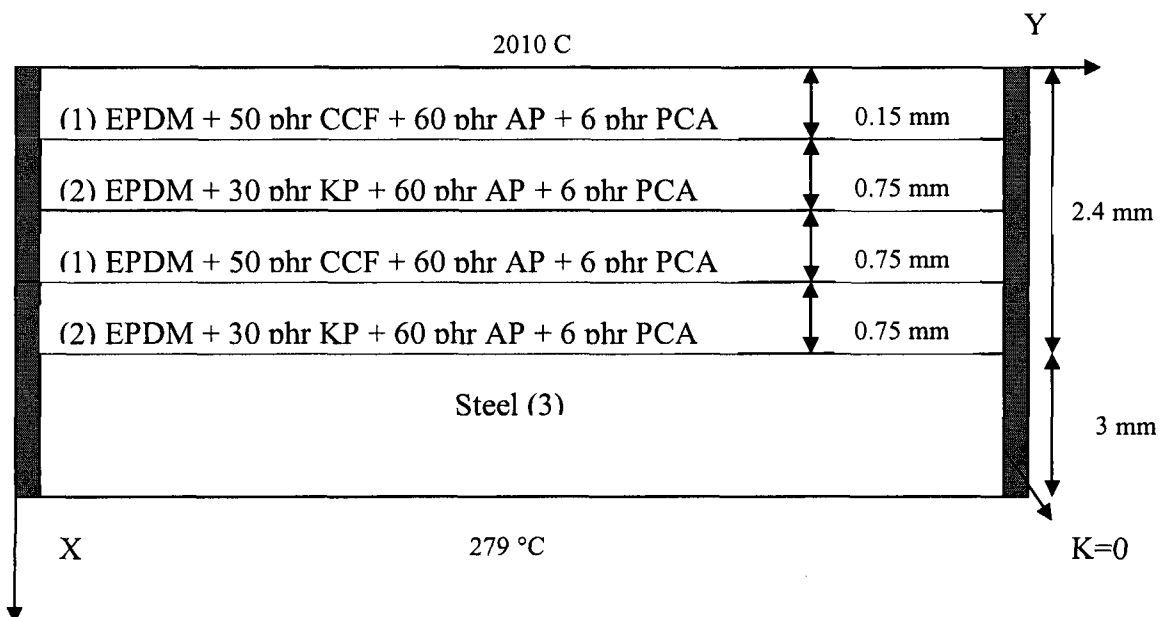 Y
2010 C
(1) EPDM + 50 phr CCF + 60 phr AP + 6 phr PCA
0.15 mm
(2) EPDM + 30 phr KP + 60 phr AP + 6 phr PCA
0.75 mm
2.4 mm
(1) EPDM + 50 phr CCF + 60 phr AP + 6 phr PCA
0.75 mm
(2) EPDM + 30 phr KP + 60 phr AP + 6 phr PCA
0.75 mm
Steel (3)
3 mm
X
279 °C
K=0